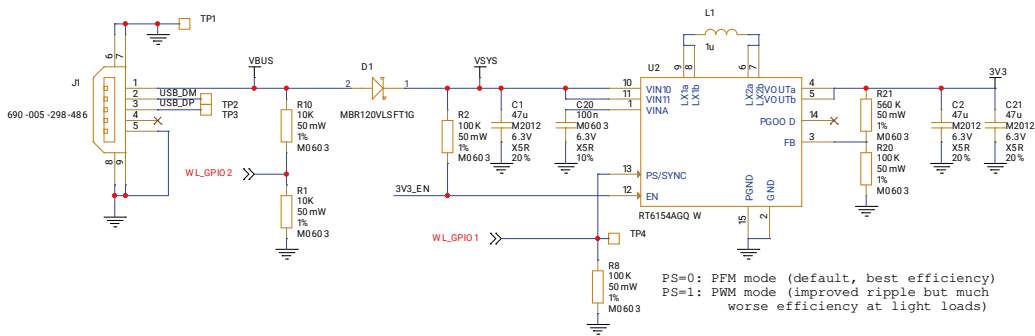 TP1
L1
1u
J1
690-005-298-486
6
7
1
2
3
4
5
8
9
USB_DM
USB_DP
TP2
TP3
VBUS
D1
2
1
MBR120VLSFT1G
VSYS
R10
10K
50mW
1%
M0603
WL_GPIO2
R1
10K
50mW
1%
M0603
R2
100K
50mW
1%
M0603
C1
47u
M2012
6.3V
X5R
20%
C20
100n
M0603
6.3V
X5R
10%
3V3_EN
WL_GPIO1
TP4
R8
100K
50mW
1%
M0603
U2
9
8
6
7
LX1a
LX1b
LX2a
LX2b
10
11
1
VIN10
VIN11
VINA
13
PS/SYNC
12
EN
4
5
VOUTa
VOUTb
14
PGOOD
3
FB
PGND
GND
15
2
RT6154AGQW
R21
560K
50mW
1%
M0603
R20
100K
50mW
1%
M0603
C2
47u
M2012
6.3V
X5R
20%
3V3
C21
47u
M2012
6.3V
X5R
20%
PS=0: PFM mode (default, best efficiency)
PS=1: PWM mode (improved ripple but much
worse efficiency at light loads)